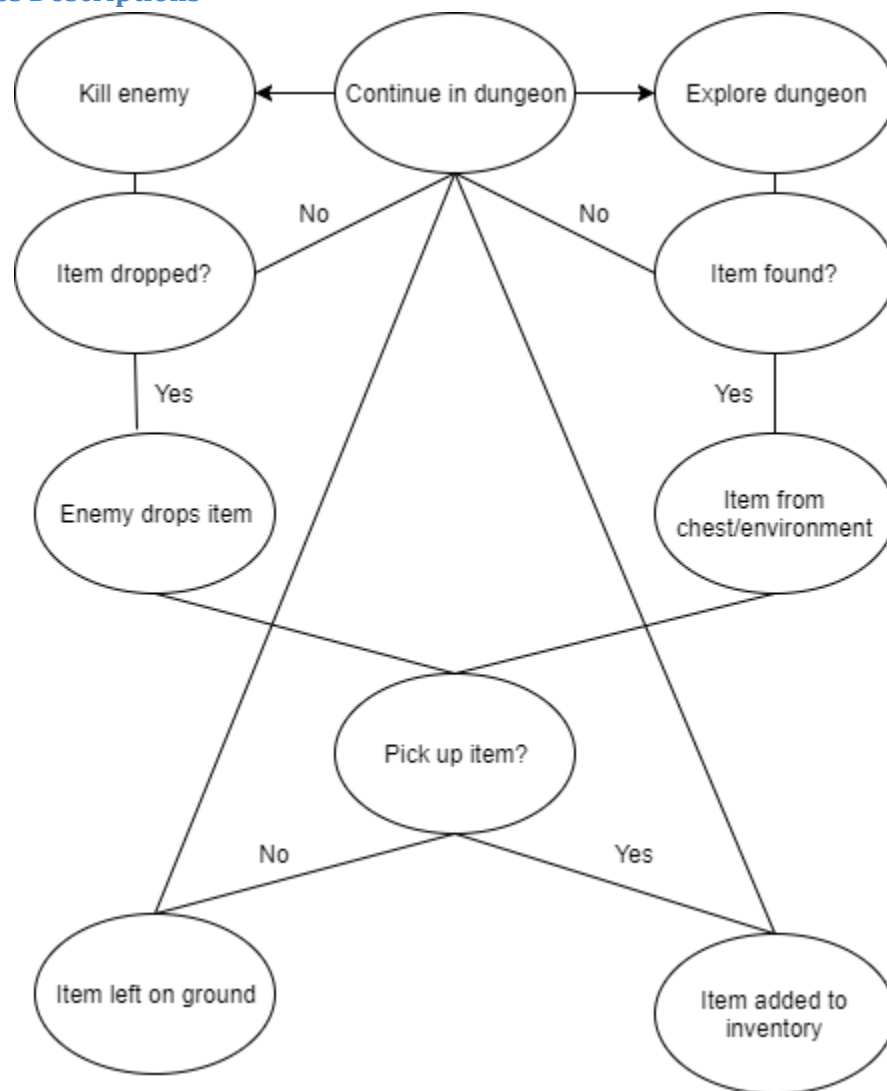 Descriptions
Kill enemy
Continue in dungeon
Explore dungeon
No
No
Item dropped?
Item found?
Yes
Yes
Enemy drops item
Item from
chest/environment
Pick up item?
No
Yes
Item left on ground
Item added to
inventory